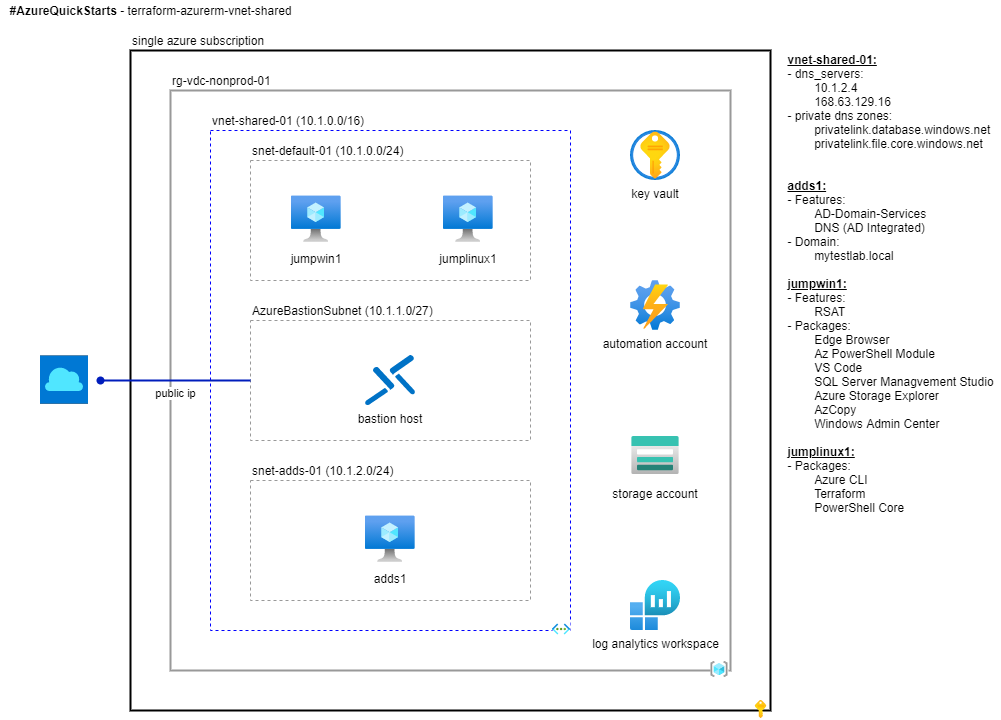 #AzureQuickStarts - terraform-azurerm-vnet-shared
single azure subscription
rg-vdc-nonprod-01
vnet-shared-01 (10.1.0.0/16)
snet-default-01 (10.1.0.0/24)
jumpwin1
jumplinux1
AzureBastionSubnet (10.1.1.0/27)
public ip
bastion host
snet-adds-01 (10.1.2.0/24)
adds1
key vault
automation account
storage account
log analytics workspace
vnet-shared-01:
- dns_servers:
10.1.2.4
168.63.129.16
- private dns zones:
privatelink.database.windows.net
privatelink.file.core.windows.net
adds1:
- Features:
AD-Domain-Services
DNS (AD Integrated)
- Domain:
mytestlab.local
jumpwin1:
- Features:
RSAT
- Packages:
Edge Browser
Az PowerShell Module
VS Code
SQL Server Managvement Studio
Azure Storage Explorer
AzCopy
Windows Admin Center
jumplinux1:
- Packages:
Azure CLI
Terraform
PowerShell Core